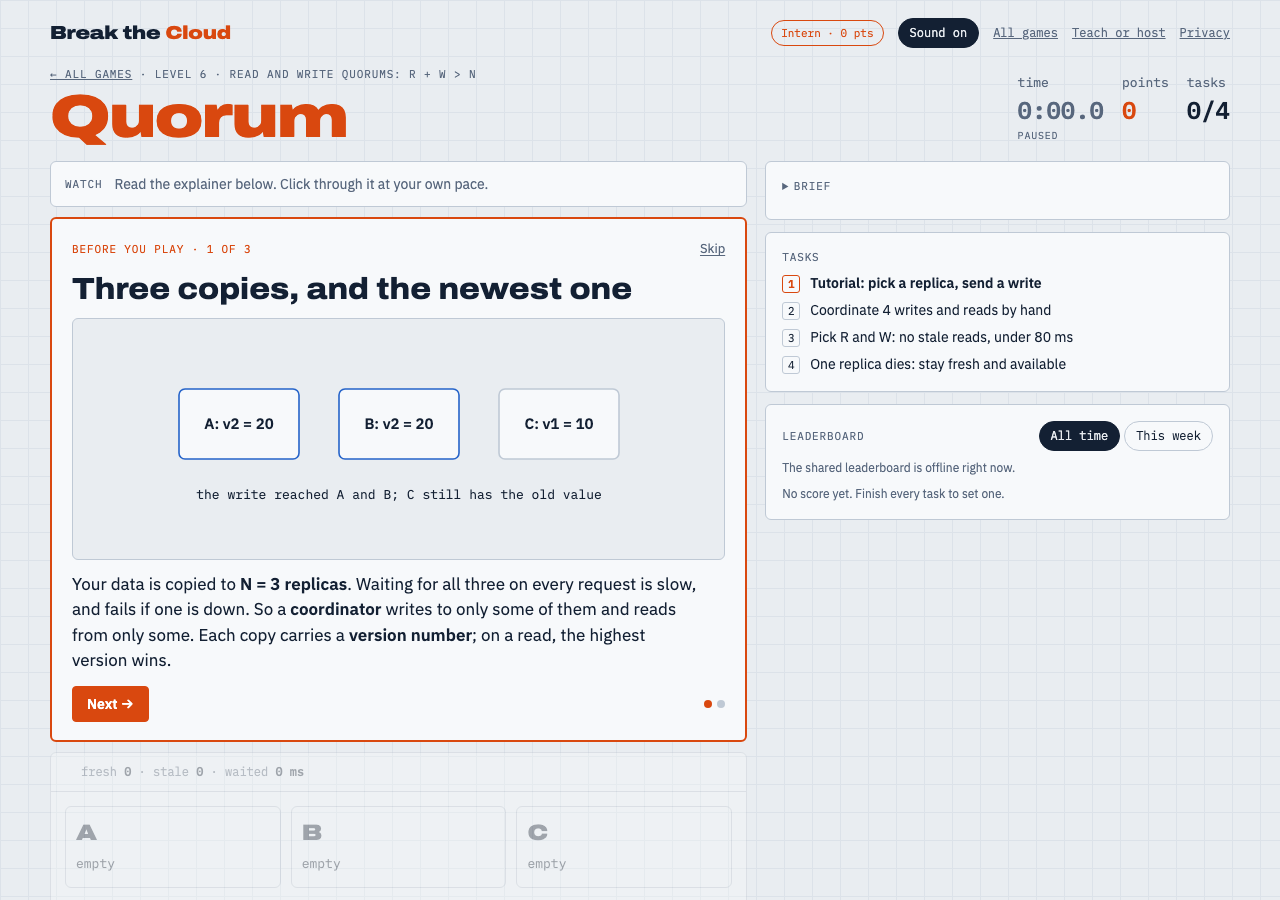 Break the Cloud
Intern · 0 pts
Sound on
All games
Teach or host
Privacy
← ALL GAMES · LEVEL 6 · READ AND WRITE QUORUMS: R + W > N
Quorum
time
0:00.0
PAUSED
points
0
tasks
0/4
WATCH Read the explainer below. Click through it at your own pace.
BEFORE YOU PLAY · 1 OF 3
Skip
Three copies, and the newest one
A: v2 = 20
B: v2 = 20
C: v1 = 10
the write reached A and B; C still has the old value
Your data is copied to N = 3 replicas. Waiting for all three on every request is slow,
and fails if one is down. So a coordinator writes to only some of them and reads
from only some. Each copy carries a version number; on a read, the highest
version wins.
Next →
fresh 0 · stale 0 · waited 0 ms
A
empty
B
empty
C
empty
BRIEF
TASKS
1 Tutorial: pick a replica, send a write
2 Coordinate 4 writes and reads by hand
3 Pick R and W: no stale reads, under 80 ms
4 One replica dies: stay fresh and available
LEADERBOARD
All time
This week
The shared leaderboard is offline right now.
No score yet. Finish every task to set one.